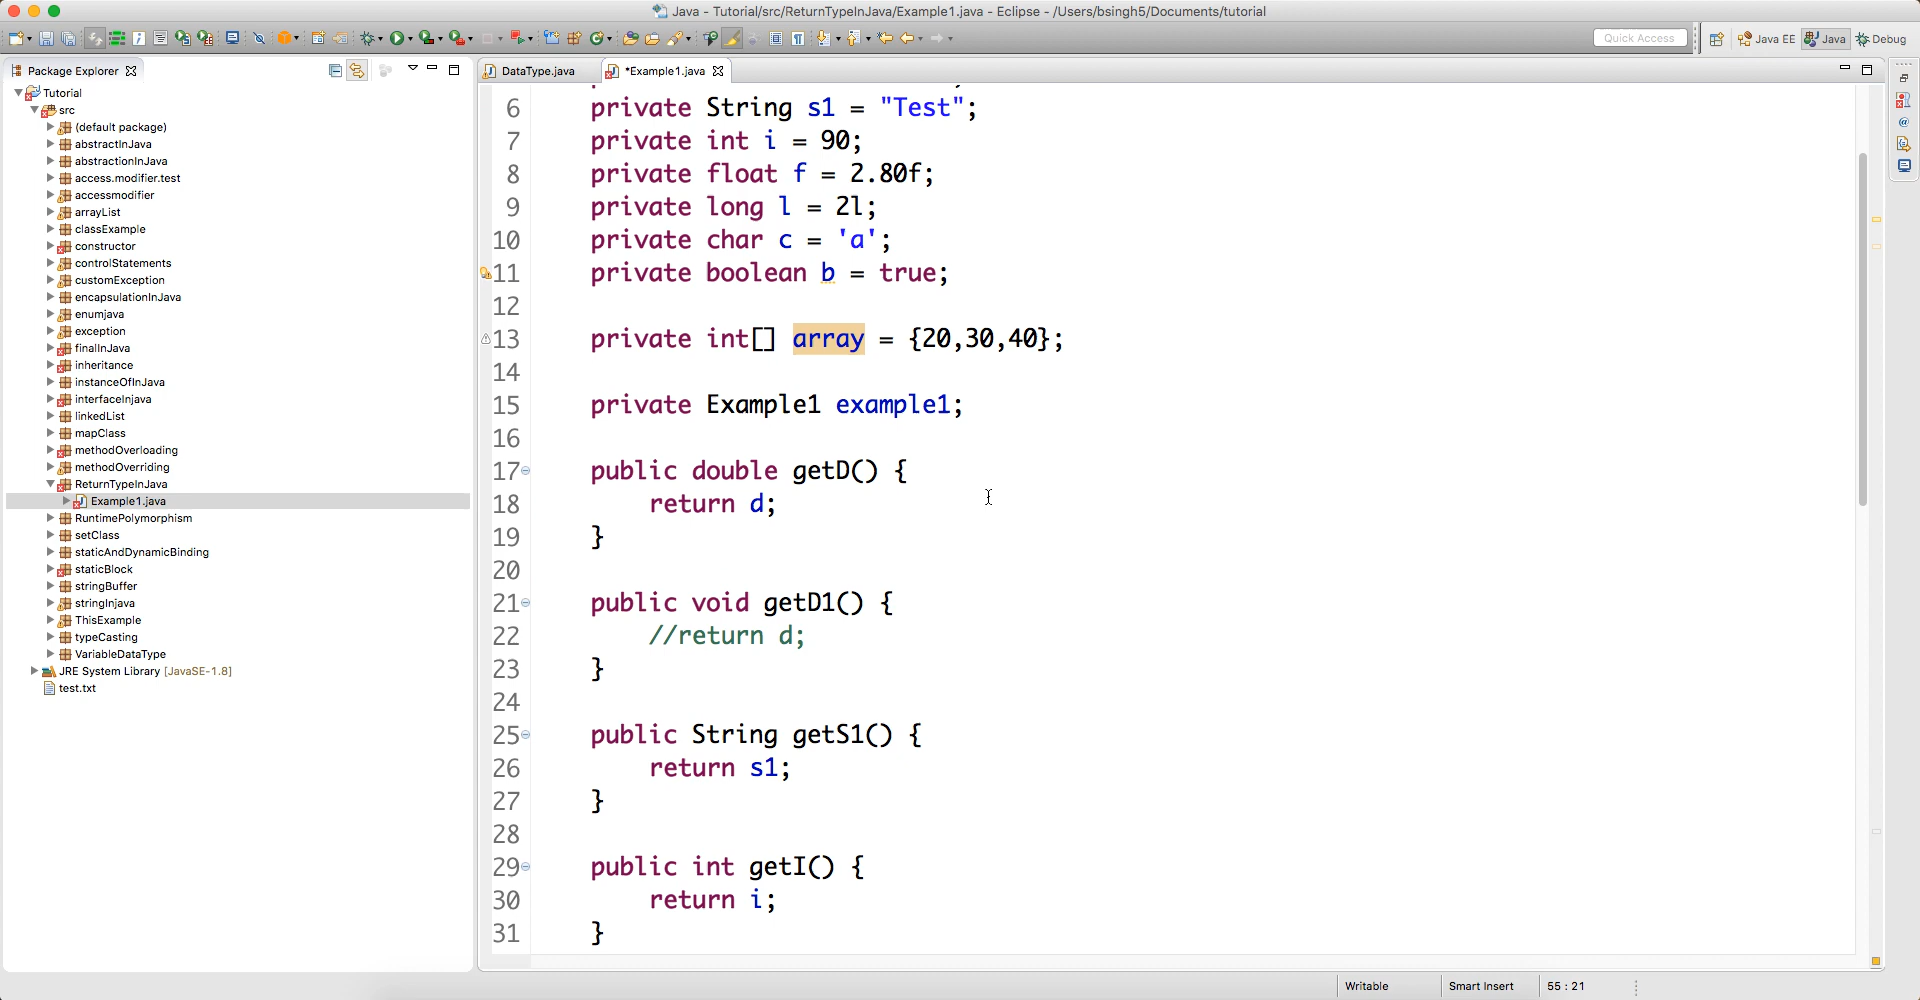 Java - Tutorial/src/ReturnTypeInJava/Example1.java - Eclipse - /Users/bsingh5/Documents/tutorial
Quick Access
Java EE
Java
Debug
Package Explorer
DataType.java
*Example1.java
Tutorial
src
(default package)
abstractInJava
abstractionInJava
access.modifier.test
accessmodifier
arrayList
classExample
constructor
controlStatements
customException
encapsulationInJava
enumjava
exception
finalInJava
inheritance
instanceOfInJava
interfaceInjava
linkedList
mapClass
methodOverloading
methodOverriding
ReturnTypeInJava
Example1.java
RuntimePolymorphism
setClass
staticAndDynamicBinding
staticBlock
stringBuffer
stringInjava
ThisExample
typeCasting
VariableDataType
JRE System Library [JavaSE-1.8]
test.txt
6 private String s1 = "Test";
7 private int i = 90;
8 private float f = 2.80f;
9 private long l = 2l;
10 private char c = 'a';
11 private boolean b = true;
12
13 private int[] array = {20,30,40};
14
15 private Example1 example1;
16
17 public double getD() {
18 return d;
19 }
20
21 public void getD1() {
22 //return d;
23 }
24
25 public String getS1() {
26 return s1;
27 }
28
29 public int getI() {
30 return i;
31 }
Writable
Smart Insert
55 : 21